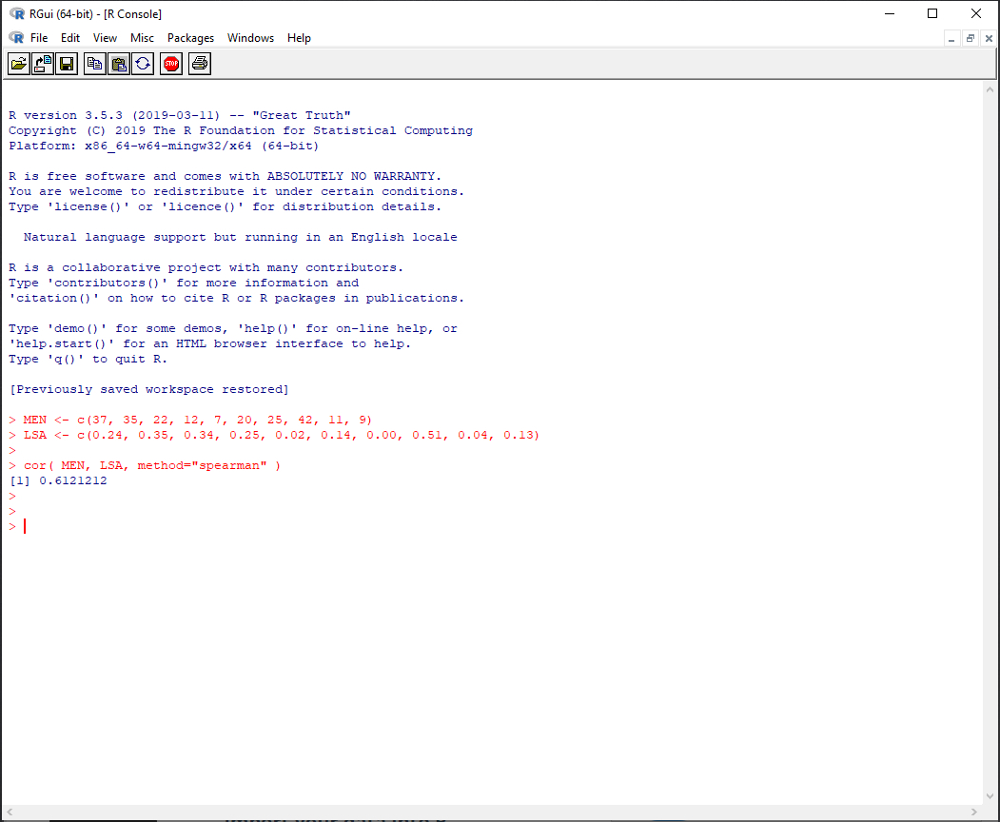 RGui (64-bit) - [R Console]
File Edit View Misc Packages Windows Help
STOP
R version 3.5.3 (2019-03-11) -- "Great Truth"
Copyright (C) 2019 The R Foundation for Statistical Computing
Platform: x86_64-w64-mingw32/x64 (64-bit)
R is free software and comes with ABSOLUTELY NO WARRANTY.
You are welcome to redistribute it under certain conditions.
Type 'license()' or 'licence()' for distribution details.
Natural language support but running in an English locale
R is a collaborative project with many contributors.
Type 'contributors()' for more information and
'citation()' on how to cite R or R packages in publications.
Type 'demo()' for some demos, 'help()' for on-line help, or
'help.start()' for an HTML browser interface to help.
Type 'q()' to quit R.
[Previously saved workspace restored]
> MEN <- c(37, 35, 22, 12, 7, 20, 25, 42, 11, 9)
> LSA <- c(0.24, 0.35, 0.34, 0.25, 0.02, 0.14, 0.00, 0.51, 0.04, 0.13)
>
> cor( MEN, LSA, method="spearman" )
[1] 0.6121212
>
>
>